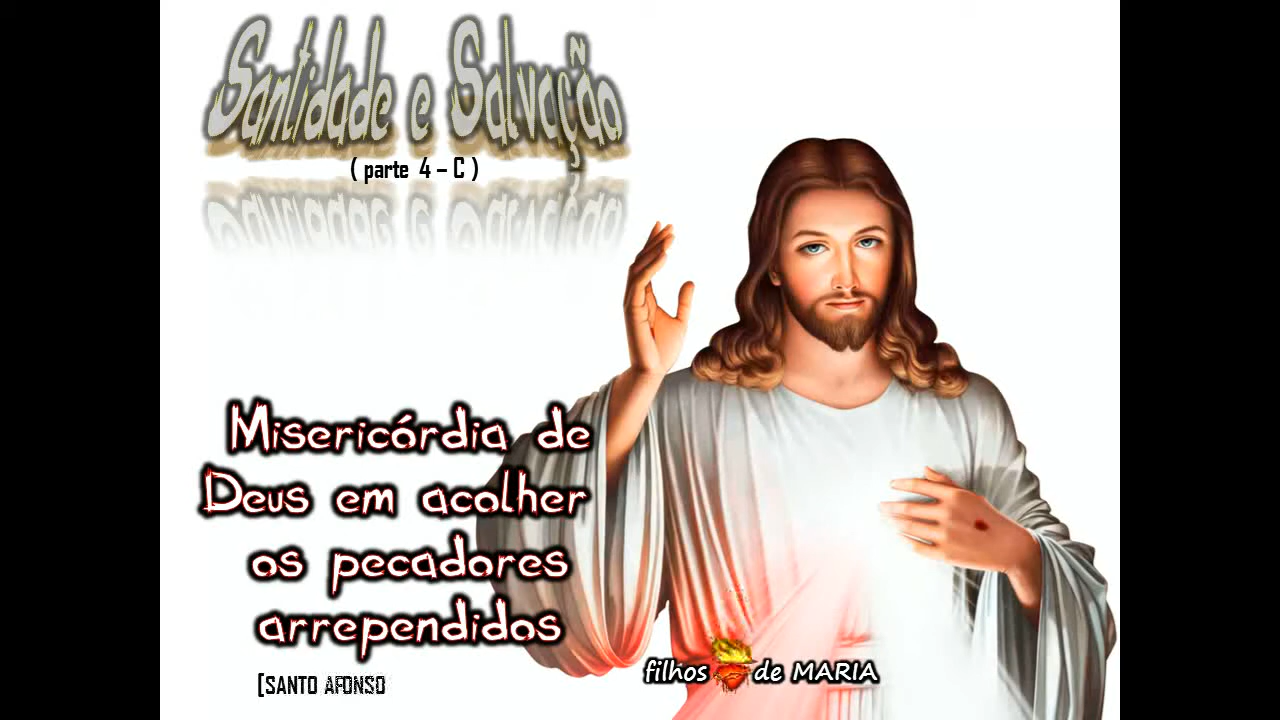 Santidade e Salvação
( parte 4 – C )
Misericórdia de
Deus em acolher
os pecadores
arrependidos
[SANTO AFONSO
filhos de MARIA